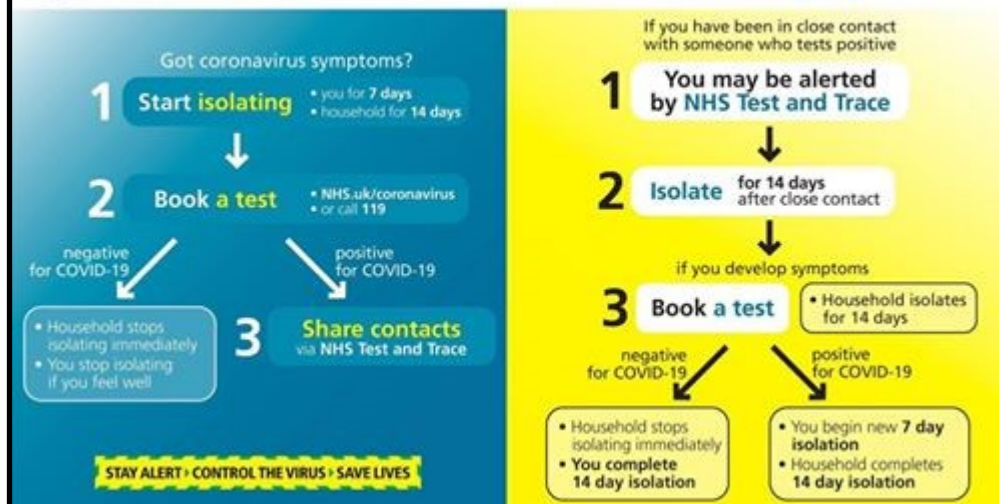 Got coronavirus symptoms?
1
Start isolating
• you for 7 days
• household for 14 days
2
Book a test
• NHS.uk/coronavirus
• or call 119
negative
for COVID-19
positive
for COVID-19
• Household stops
isolating immediately
• You stop isolating
if you feel well
3
Share contacts
via NHS Test and Trace
STAY ALERT › CONTROL THE VIRUS › SAVE LIVES
If you have been in close contact
with someone who tests positive
1
You may be alerted
by NHS Test and Trace
2
Isolate
for 14 days
after close contact
if you develop symptoms
3
Book a test
• Household isolates
for 14 days
negative
for COVID-19
positive
for COVID-19
• Household stops
isolating immediately
• You complete
14 day isolation
• You begin new 7 day
isolation
• Household completes
14 day isolation